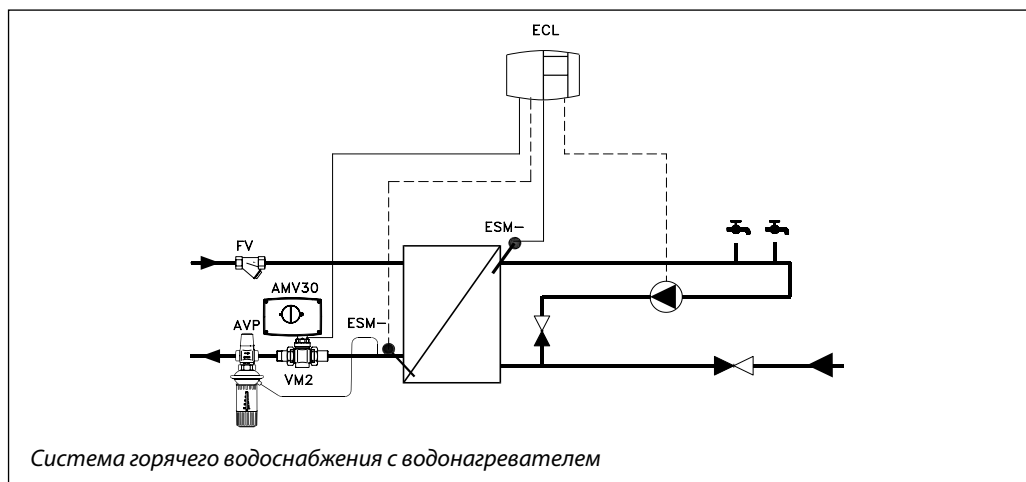 ECL
ESM-
FV
AMV30
AVP
ESM-
VM2
Система горячего водоснабжения с водонагревателем